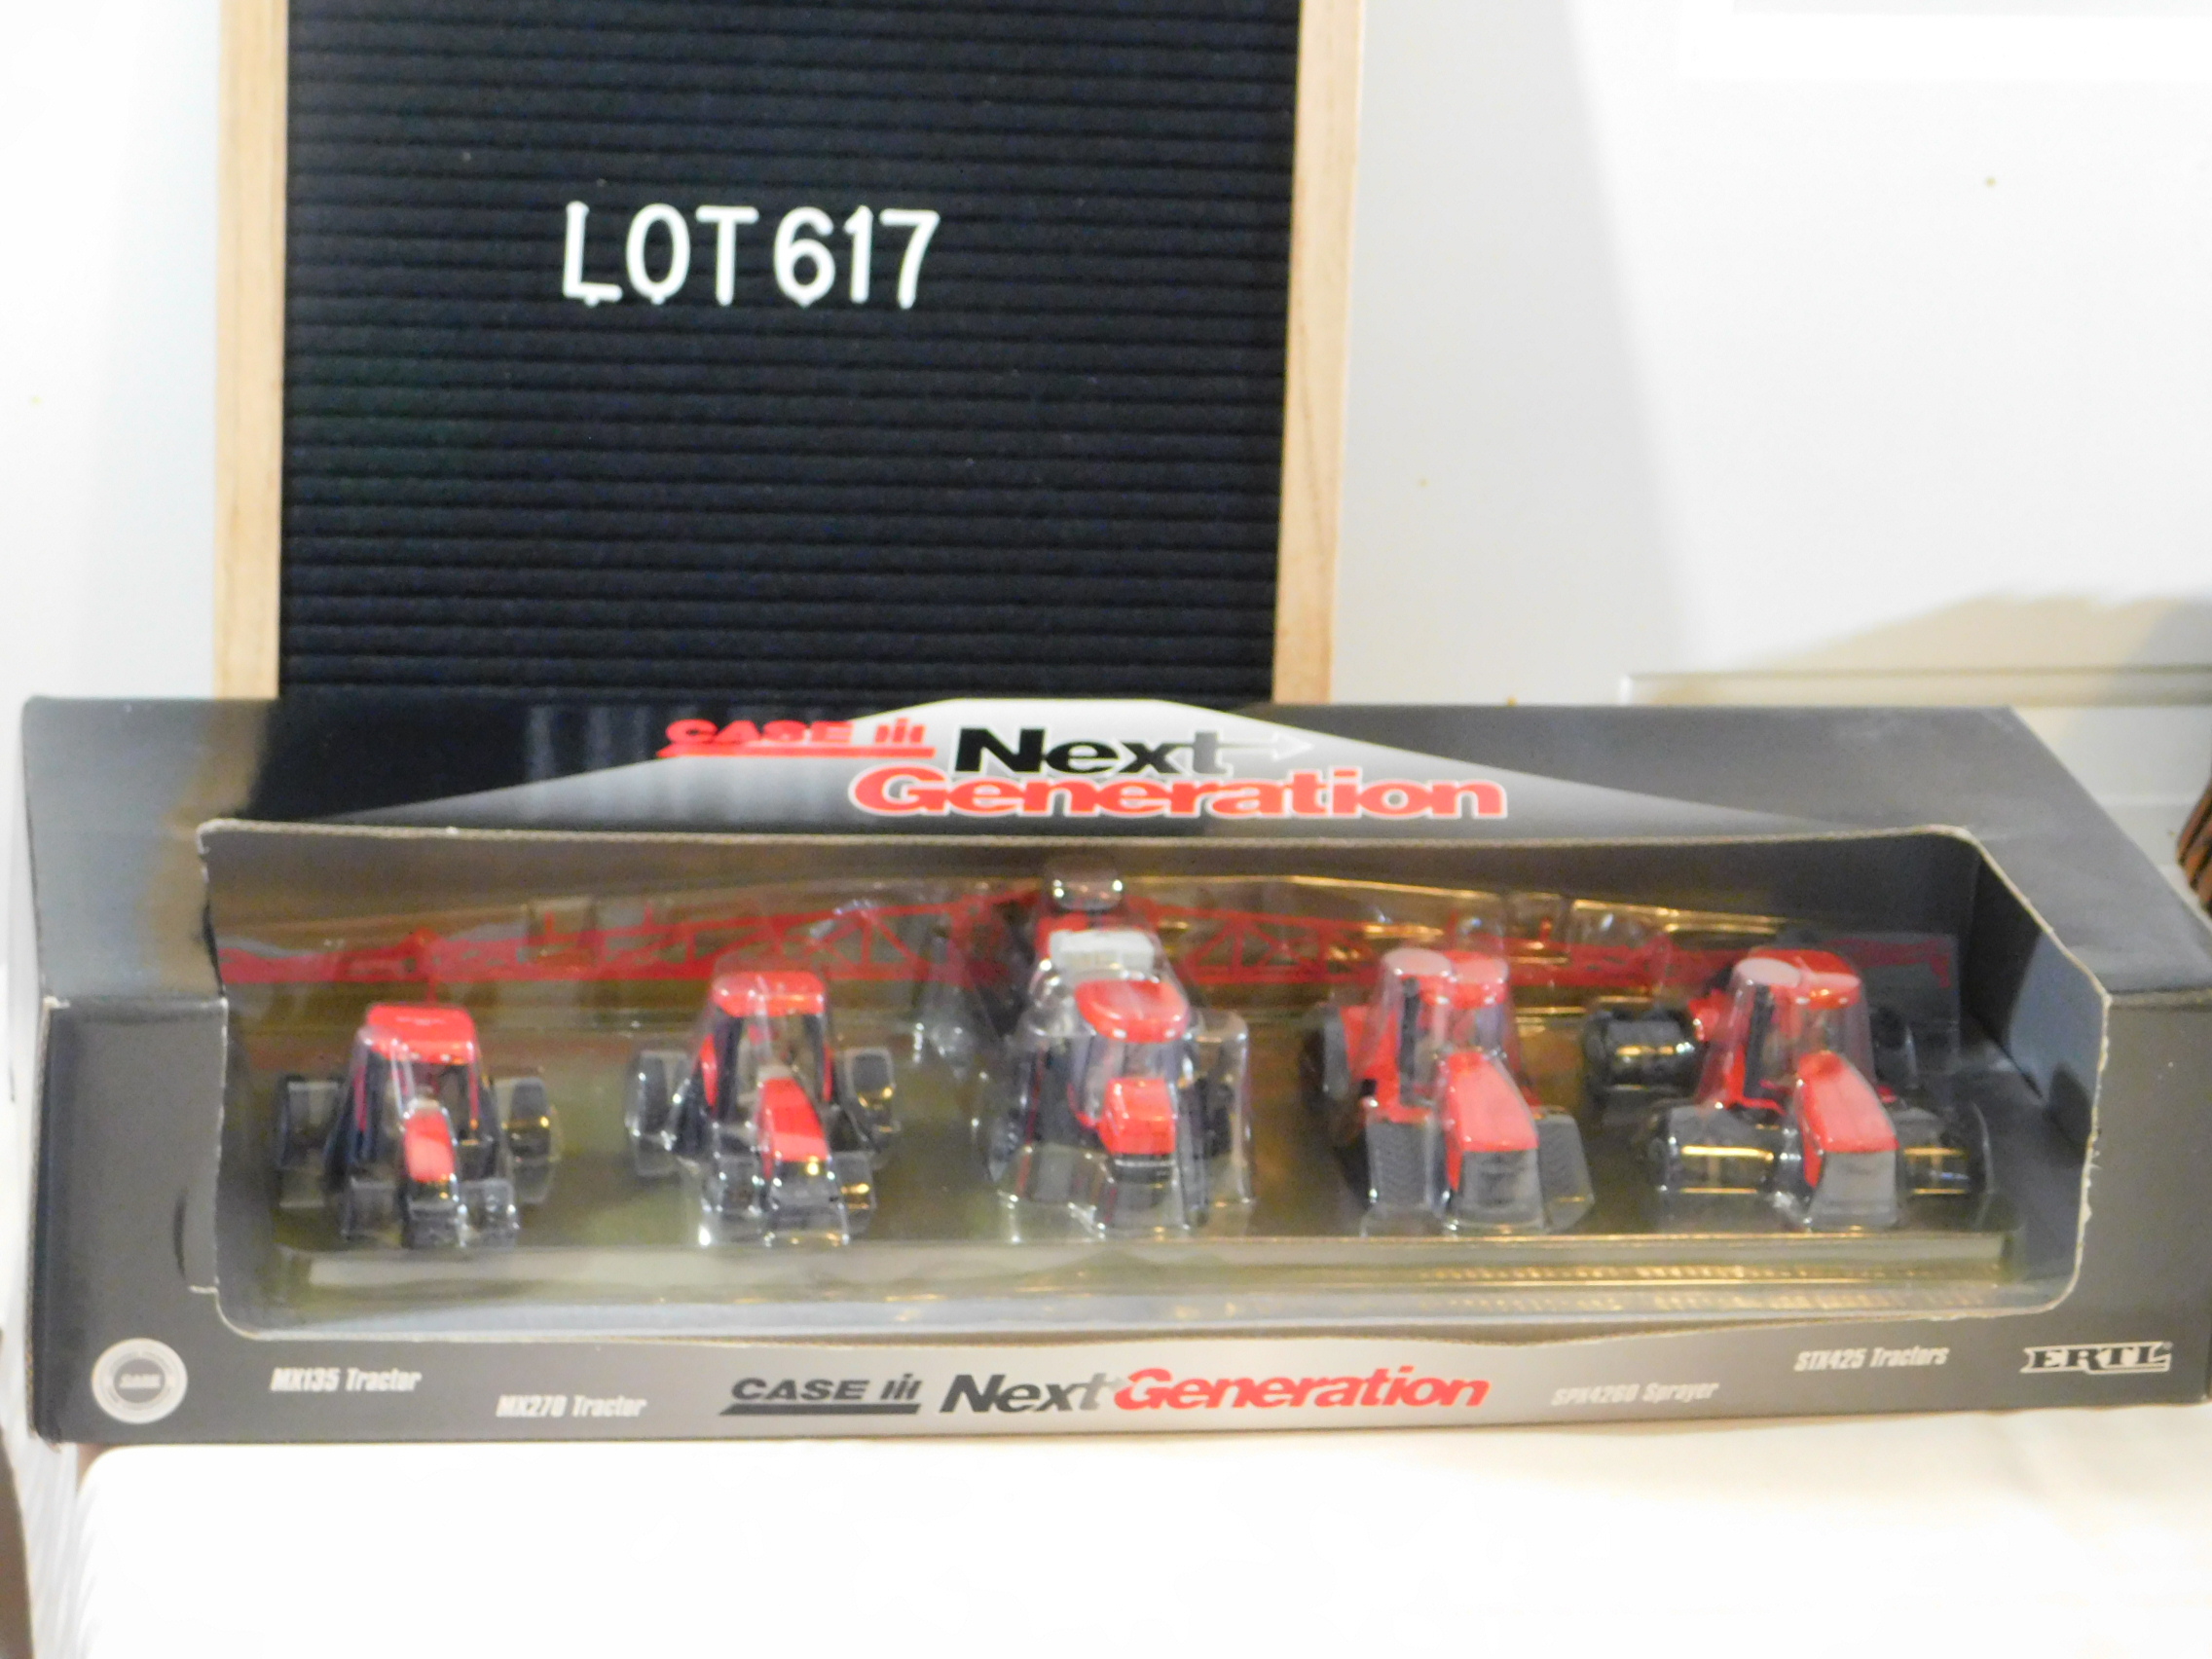 LOT 617
CASE IH Next
Generation
MX135 Tractor
MX270 Tractor
CASE IH Next Generation
SPX4260 Sprayer
STX425 Tractors
ERTL